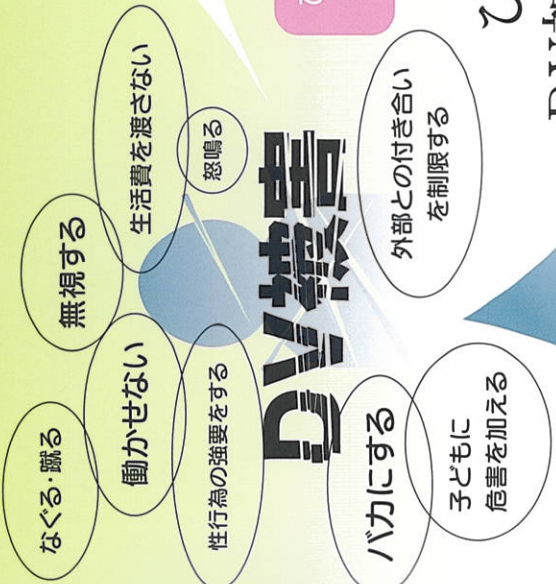 なぐる・蹴る
無視する
働かせない
生活費を渡さない
性行為の強要をする
怒鳴る
DV被害
バカにする
外部との付き合い
を制限する
子どもに
危害を加える
ひ